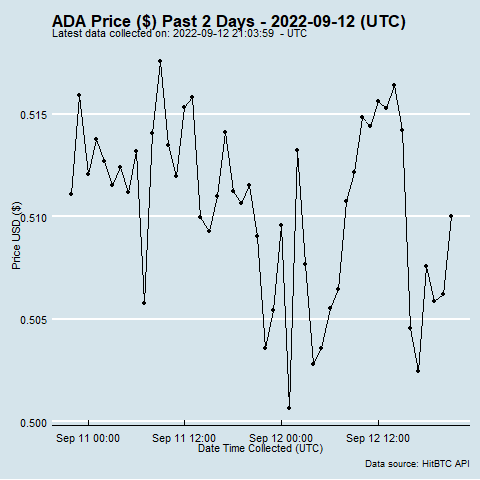 ADA Price ($) Past 2 Days - 2022-09-12 (UTC)
Latest data collected on: 2022-09-12 21:03:59 - UTC
0.515
0.510
0.505
0.500
Price USD ($)
Sep 11 00:00
Sep 11 12:00
Sep 12 00:00
Sep 12 12:00
Date Time Collected (UTC)
Data source: HitBTC API